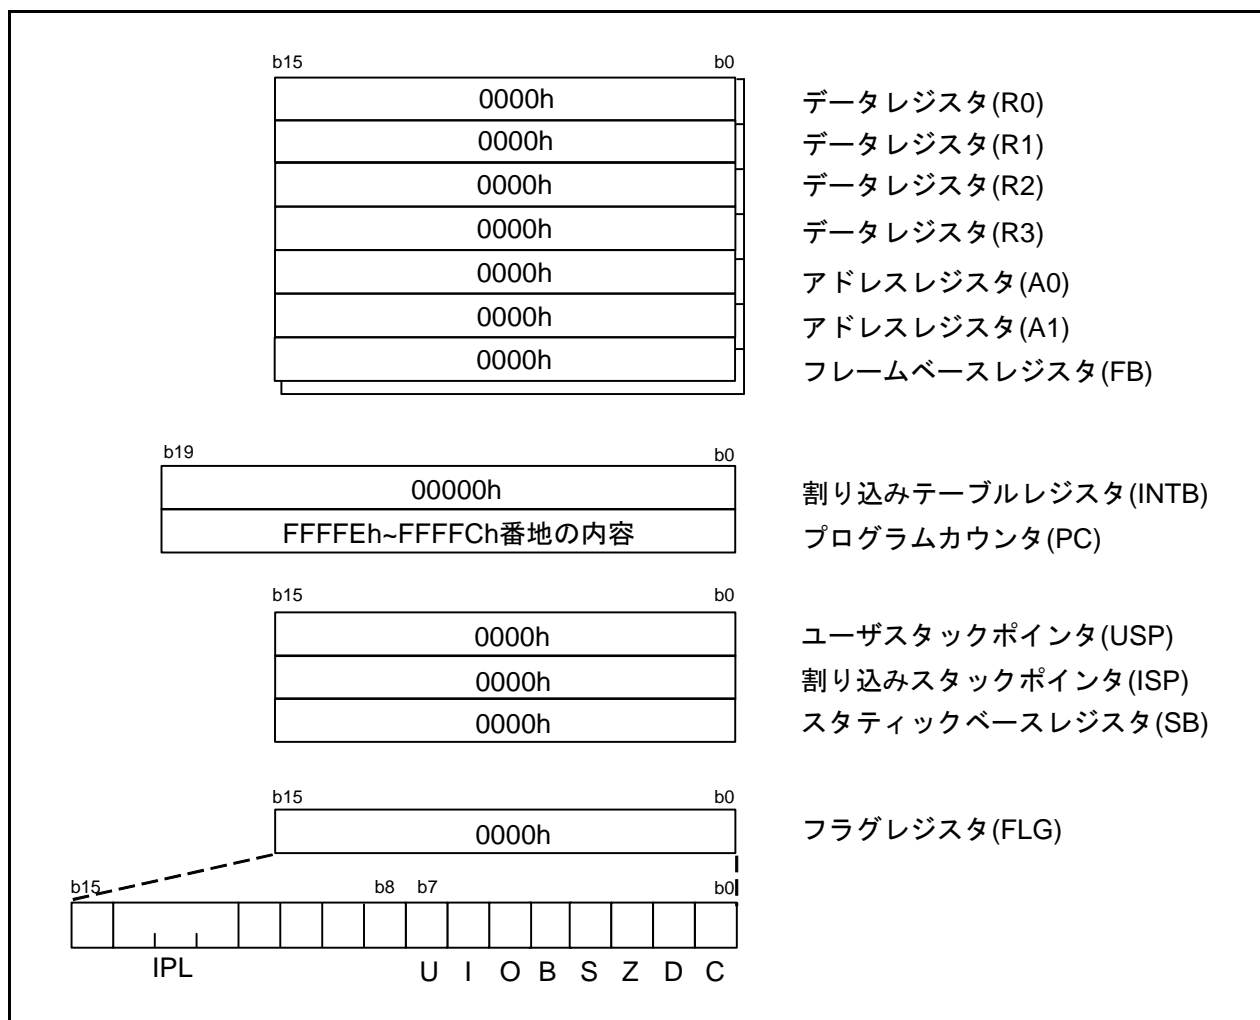 b15 b0
0000h データレジスタ(R0)
0000h データレジスタ(R1)
0000h データレジスタ(R2)
0000h データレジスタ(R3)
0000h アドレスレジスタ(A0)
0000h アドレスレジスタ(A1)
0000h フレームベースレジスタ(FB)
b19 b0
00000h 割り込みテーブルレジスタ(INTB)
FFFFEh~FFFFCh番地の内容 プログラムカウンタ(PC)
b15 b0
0000h ユーザスタックポインタ(USP)
0000h 割り込みスタックポインタ(ISP)
0000h スタティックベースレジスタ(SB)
b15 b0
0000h フラグレジスタ(FLG)
b15 b8 b7 b0
IPL U I O B S Z D C